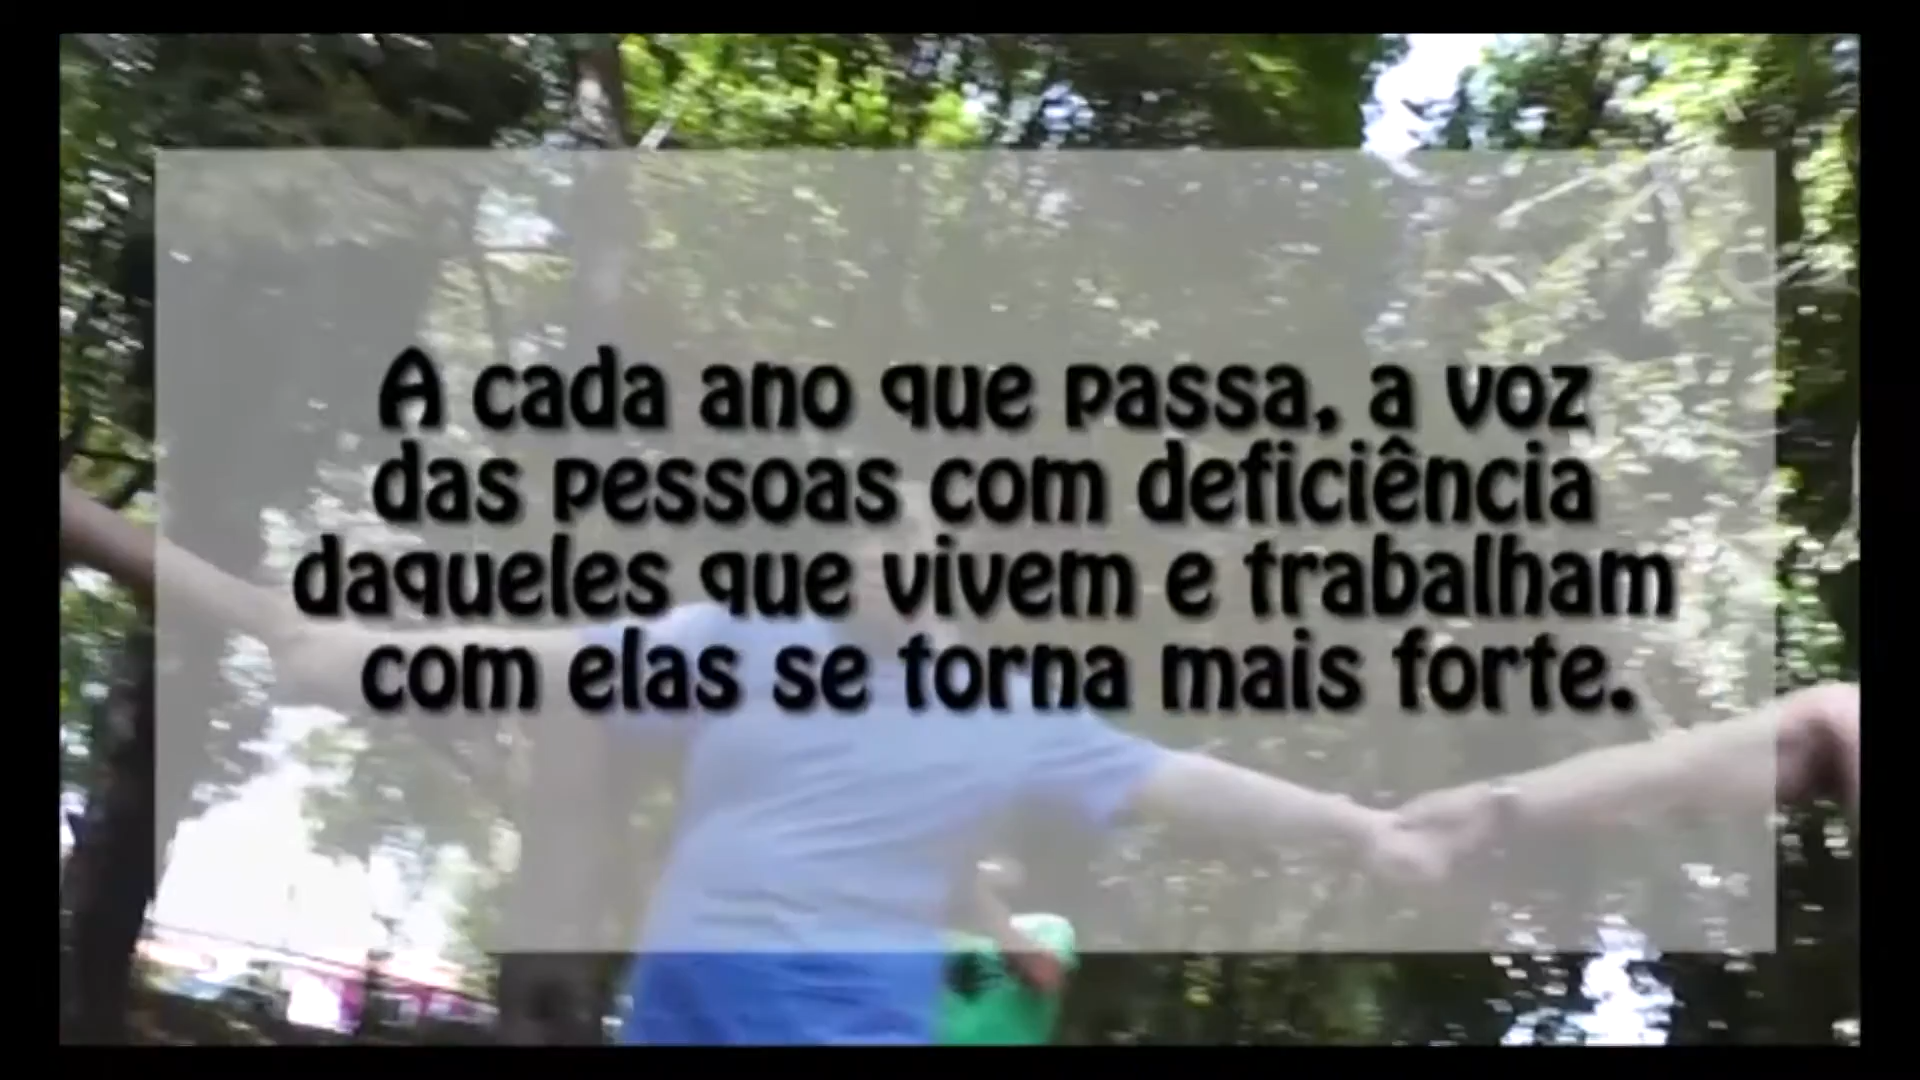 A cada ano que passa, a voz
das pessoas com deficiência
daqueles que vivem e trabalham
com elas se torna mais forte.